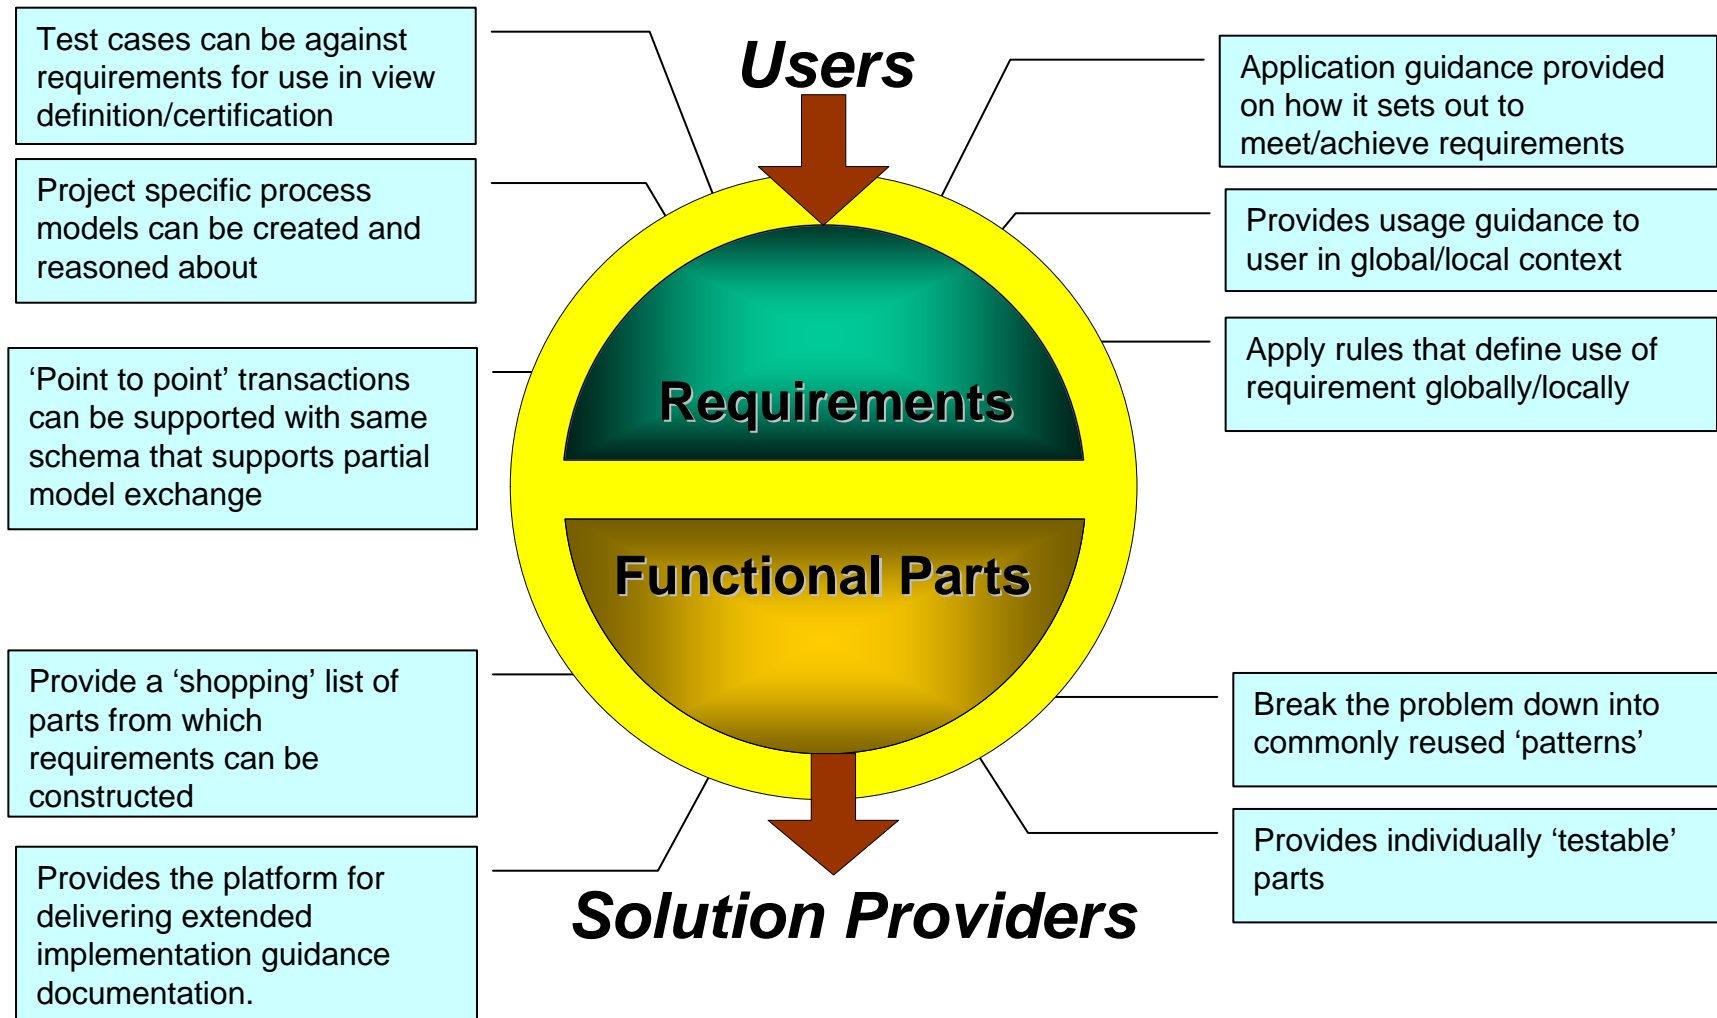 Test cases can be against
requirements for use in view
definition/certification
Project specific process
models can be created and
reasoned about
‘Point to point’ transactions
can be supported with same
schema that supports partial
model exchange
Provide a ‘shopping’ list of
parts from which
requirements can be
constructed
Provides the platform for
delivering extended
implementation guidance
documentation.
Users
Requirements
Functional Parts
Solution Providers
Application guidance provided
on how it sets out to
meet/achieve requirements
Provides usage guidance to
user in global/local context
Apply rules that define use of
requirement globally/locally
Break the problem down into
commonly reused ‘patterns’
Provides individually ‘testable’
parts